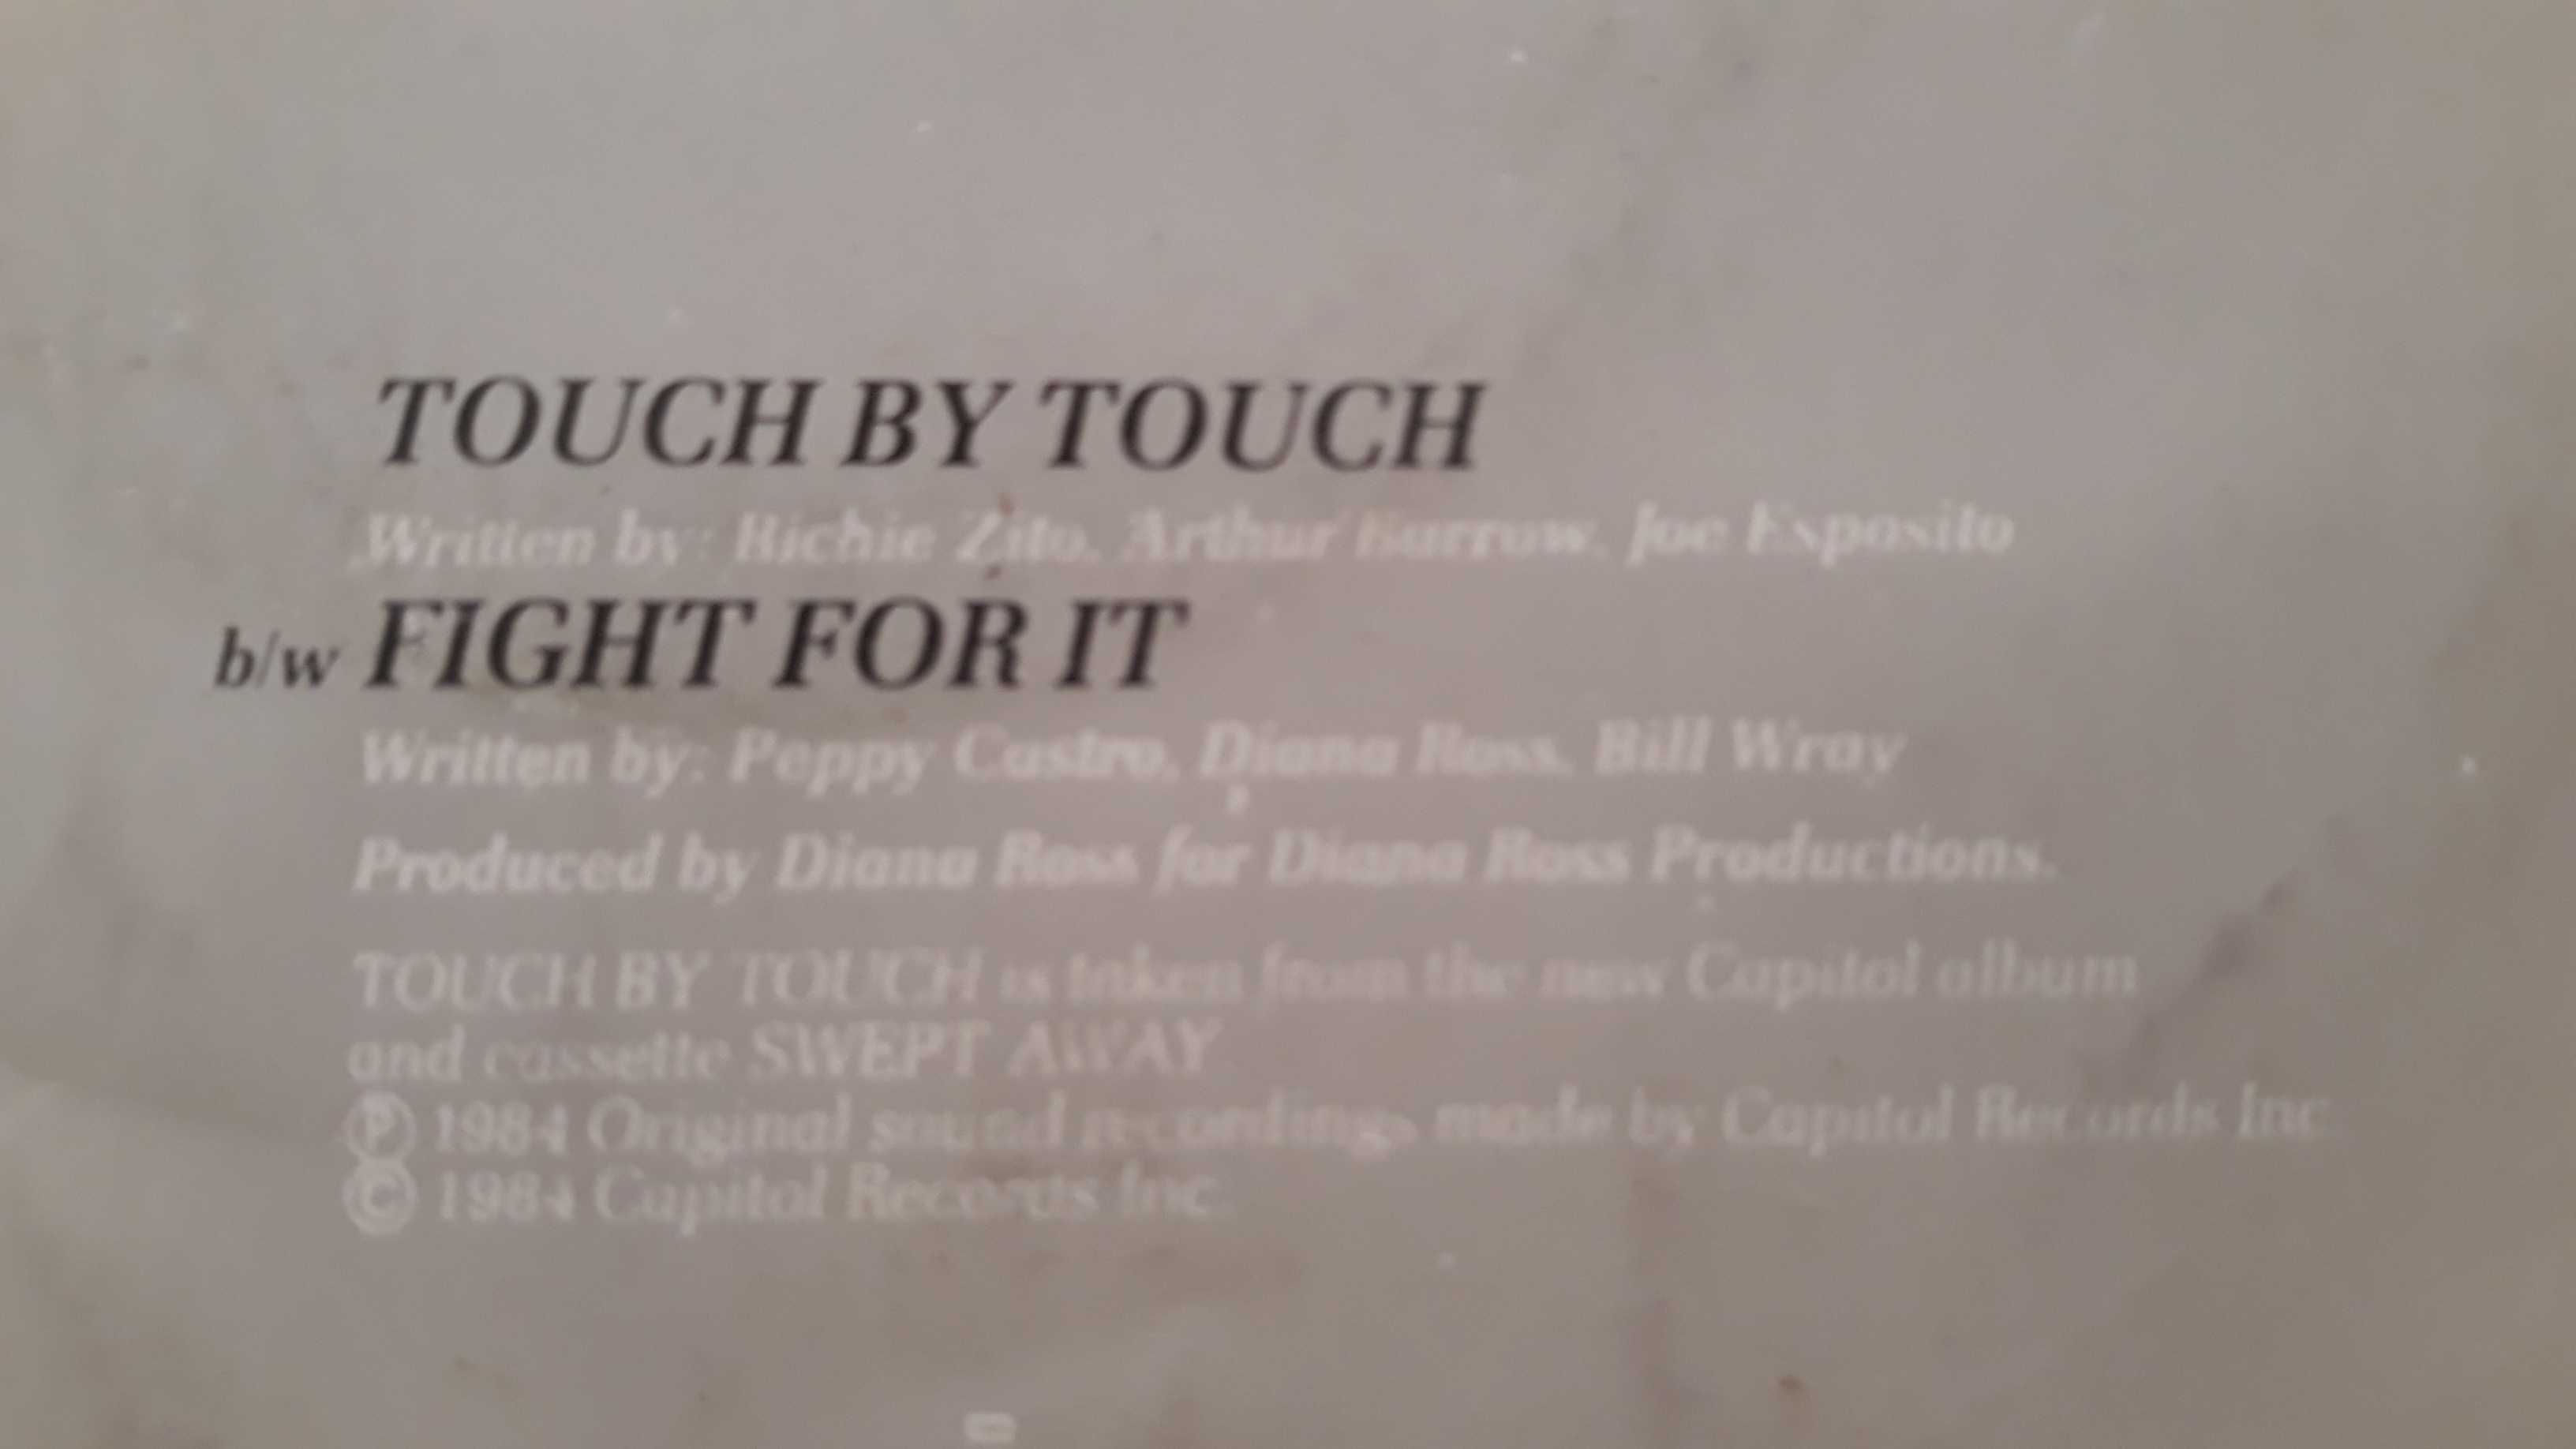 TOUCH BY TOUCH
Written by: Richie Zito, Arthur Barrow, Joe Esposito
b/w FIGHT FOR IT
Written by: Peppy Castro, Diana Ross, Bill Wray
Produced by Diana Ross for Diana Ross Productions.
TOUCH BY TOUCH is taken from the new Capitol album
and cassette SWEPT AWAY
℗ 1984 Original sound recordings made by Capitol Records Inc.
© 1984 Capitol Records Inc.